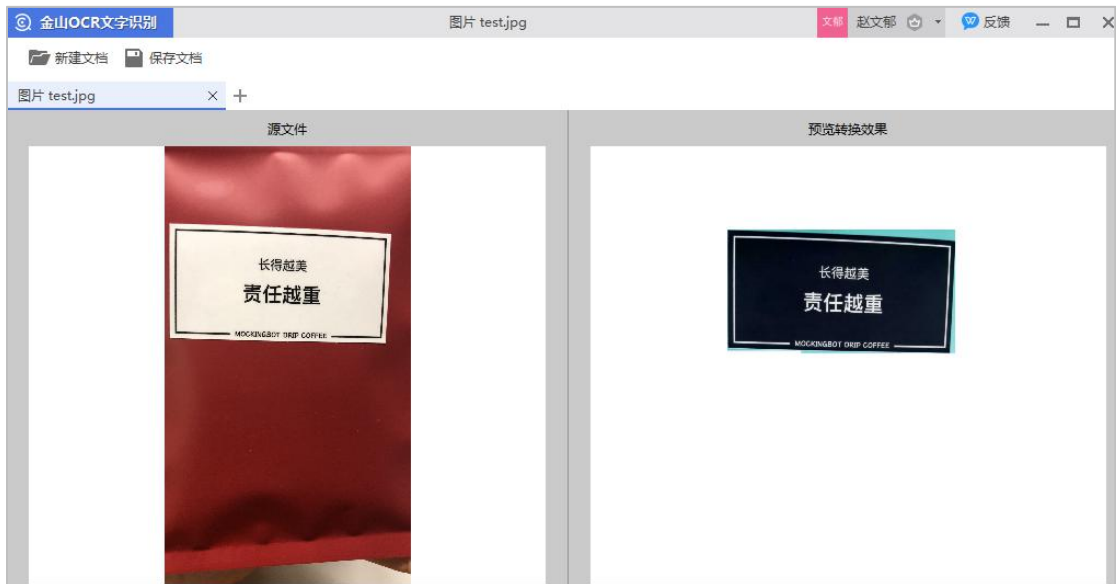 金山OCR文字识别
图片 test.jpg
文郁
赵文郁
反馈
新建文档
保存文档
图片 test.jpg
源文件
预览转换效果
长得越美
责任越重
MOCKINGBOT DRIP COFFEE
长得越美
责任越重
MOCKINGBOT DRIP COFFEE